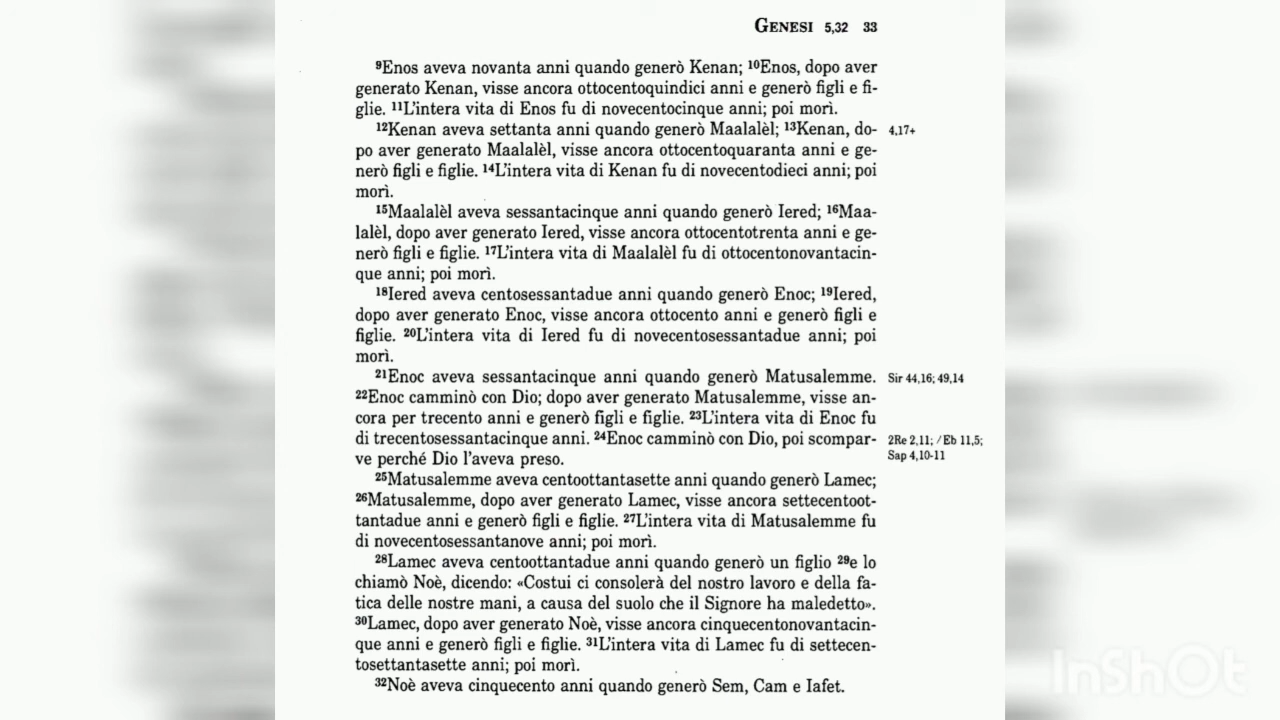 GENESI 5,32 33
⁹Enos aveva novanta anni quando generò Kenan; ¹⁰Enos, dopo aver
generato Kenan, visse ancora ottocentoquindici anni e generò figli e fi-
glie. ¹¹L'intera vita di Enos fu di novecentocinque anni; poi morì.
¹²Kenan aveva settanta anni quando generò Maalalèl; ¹³Kenan, do-
4,17+
po aver generato Maalalèl, visse ancora ottocentoquaranta anni e ge-
nerò figli e figlie. ¹⁴L'intera vita di Kenan fu di novecentodieci anni; poi
morì.
¹⁵Maalalèl aveva sessantacinque anni quando generò Iered; ¹⁶Maa-
lalèl, dopo aver generato Iered, visse ancora ottocentotrenta anni e ge-
nerò figli e figlie. ¹⁷L'intera vita di Maalalèl fu di ottocentonovantacin-
que anni; poi morì.
¹⁸Iered aveva centosessantadue anni quando generò Enoc; ¹⁹Iered,
dopo aver generato Enoc, visse ancora ottocento anni e generò figli e
figlie. ²⁰L'intera vita di Iered fu di novecentosessantadue anni; poi
morì.
²¹Enoc aveva sessantacinque anni quando generò Matusalemme.
Sir 44,16; 49,14
²²Enoc camminò con Dio; dopo aver generato Matusalemme, visse an-
cora per trecento anni e generò figli e figlie. ²³L'intera vita di Enoc fu
di trecentosessantacinque anni. ²⁴Enoc camminò con Dio, poi scompar-
2Re 2,11; /Eb 11,5;
ve perché Dio l'aveva preso.
Sap 4,10-11
²⁵Matusalemme aveva centoottantasette anni quando generò Lamec;
²⁶Matusalemme, dopo aver generato Lamec, visse ancora settecentoot-
tantadue anni e generò figli e figlie. ²⁷L'intera vita di Matusalemme fu
di novecentosessantanove anni; poi morì.
²⁸Lamec aveva centoottantadue anni quando generò un figlio ²⁹e lo
chiamò Noè, dicendo: «Costui ci consolerà del nostro lavoro e della fa-
tica delle nostre mani, a causa del suolo che il Signore ha maledetto».
³⁰Lamec, dopo aver generato Noè, visse ancora cinquecentonovantacin-
que anni e generò figli e figlie. ³¹L'intera vita di Lamec fu di settecen-
tosettantasette anni; poi morì.
³²Noè aveva cinquecento anni quando generò Sem, Cam e Iafet.
InShOt